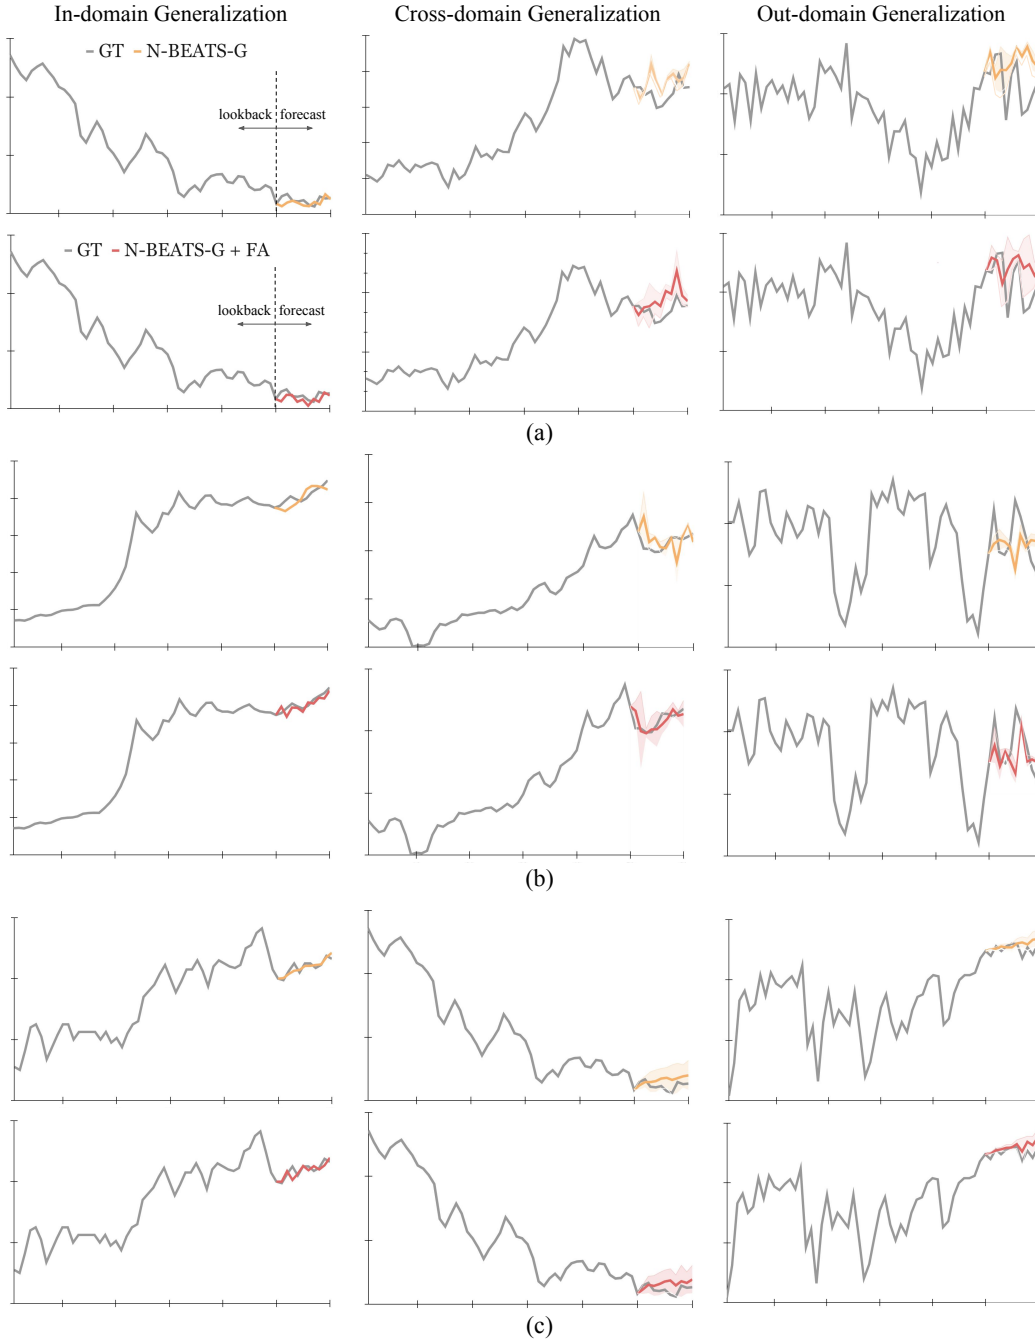 In-domain Generalization
Cross-domain Generalization
Out-domain Generalization
GT N-BEATS-G
lookback forecast
GT N-BEATS-G + FA
lookback forecast
(a)
(b)
(c)